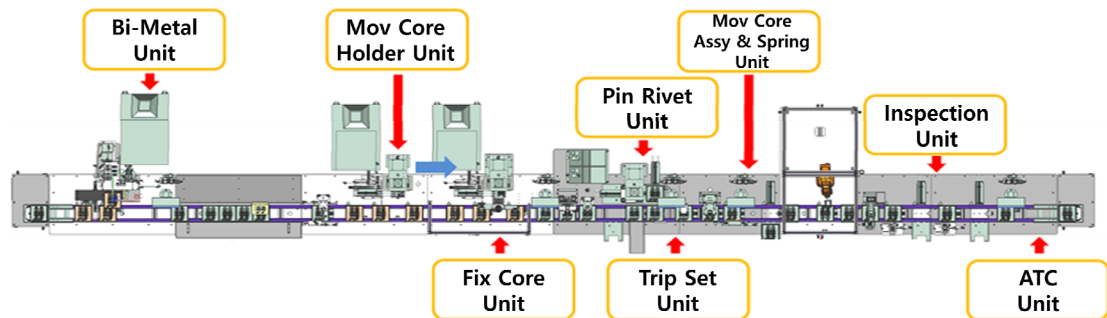 Bi-Metal
Unit
Mov Core
Holder Unit
Mov Core
Assy & Spring
Unit
Pin Rivet
Unit
Inspection
Unit
Fix Core
Unit
Trip Set
Unit
ATC
Unit